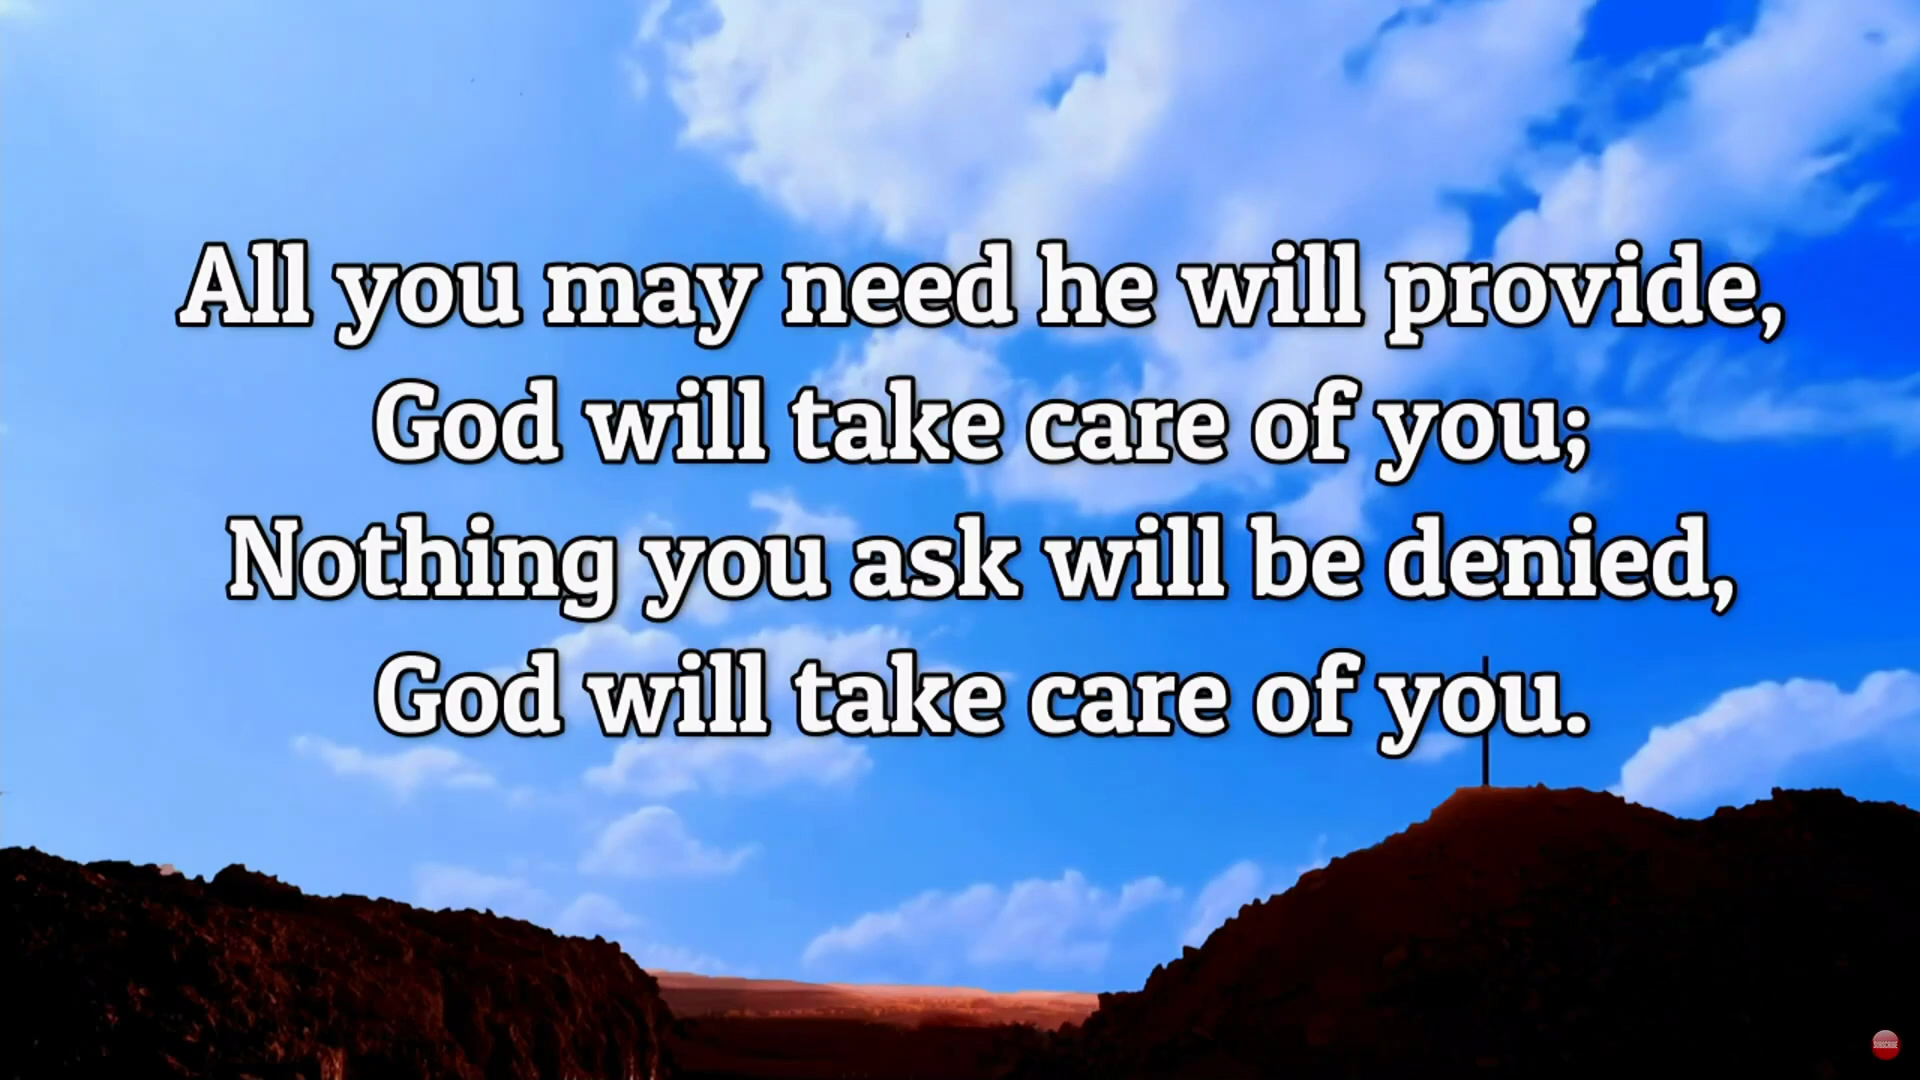 All you may need he will provide,
God will take care of you;
Nothing you ask will be denied,
God will take care of you.
SUBSCRIBE